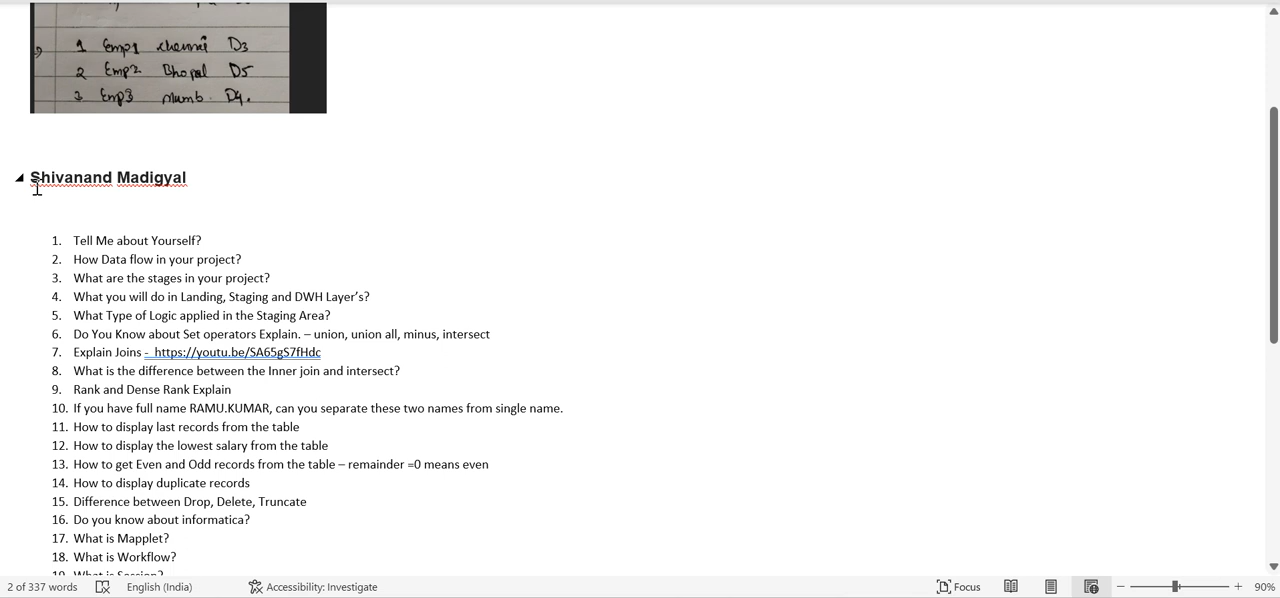 1 Emp1 chennai D3
2 Emp2 Bhopal D5
3 Emp3 Mumb. D4.
Shivanand Madigyal
1. Tell Me about Yourself?
2. How Data flow in your project?
3. What are the stages in your project?
4. What you will do in Landing, Staging and DWH Layer's?
5. What Type of Logic applied in the Staging Area?
6. Do You Know about Set operators Explain. – union, union all, minus, intersect
7. Explain Joins - https://youtu.be/SA65gS7fHdc
8. What is the difference between the Inner join and intersect?
9. Rank and Dense Rank Explain
10. If you have full name RAMU.KUMAR, can you separate these two names from single name.
11. How to display last records from the table
12. How to display the lowest salary from the table
13. How to get Even and Odd records from the table – remainder =0 means even
14. How to display duplicate records
15. Difference between Drop, Delete, Truncate
16. Do you know about informatica?
17. What is Mapplet?
18. What is Workflow?
19. What is Session?
2 of 337 words English (India) Accessibility: Investigate Focus 90%